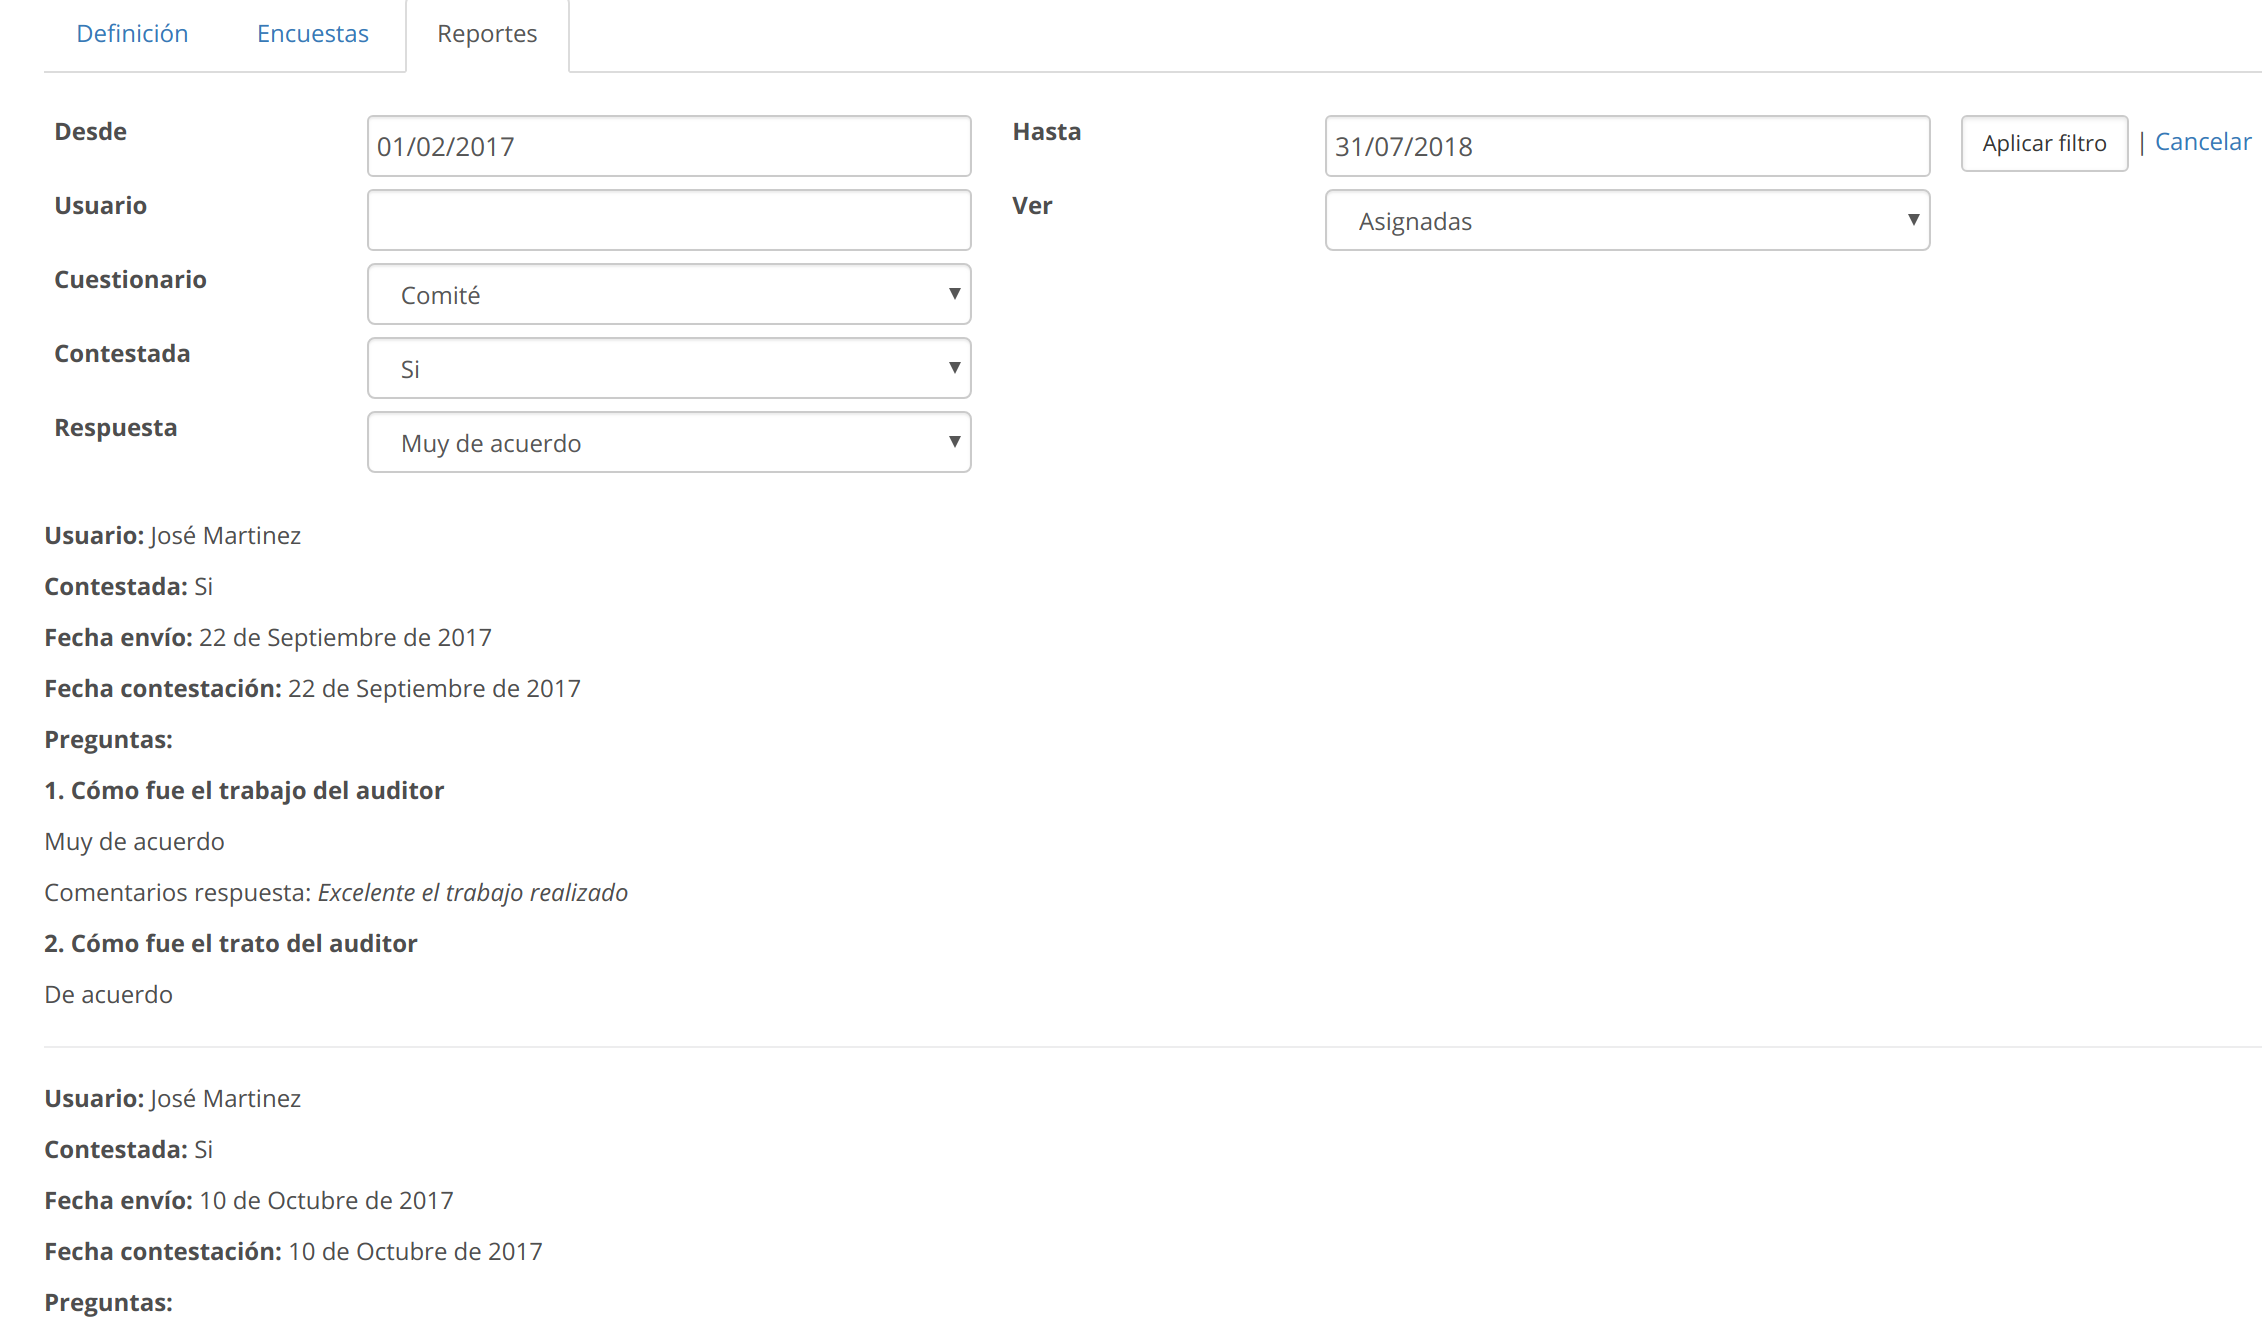 Definición Encuestas Reportes
Desde 01/02/2017 Hasta 31/07/2018 Aplicar filtro | Cancelar
Usuario Ver Asignadas
Cuestionario Comité
Contestada Si
Respuesta Muy de acuerdo
Usuario: José Martinez
Contestada: Si
Fecha envío: 22 de Septiembre de 2017
Fecha contestación: 22 de Septiembre de 2017
Preguntas:
1. Cómo fue el trabajo del auditor
Muy de acuerdo
Comentarios respuesta: Excelente el trabajo realizado
2. Cómo fue el trato del auditor
De acuerdo
Usuario: José Martinez
Contestada: Si
Fecha envío: 10 de Octubre de 2017
Fecha contestación: 10 de Octubre de 2017
Preguntas: